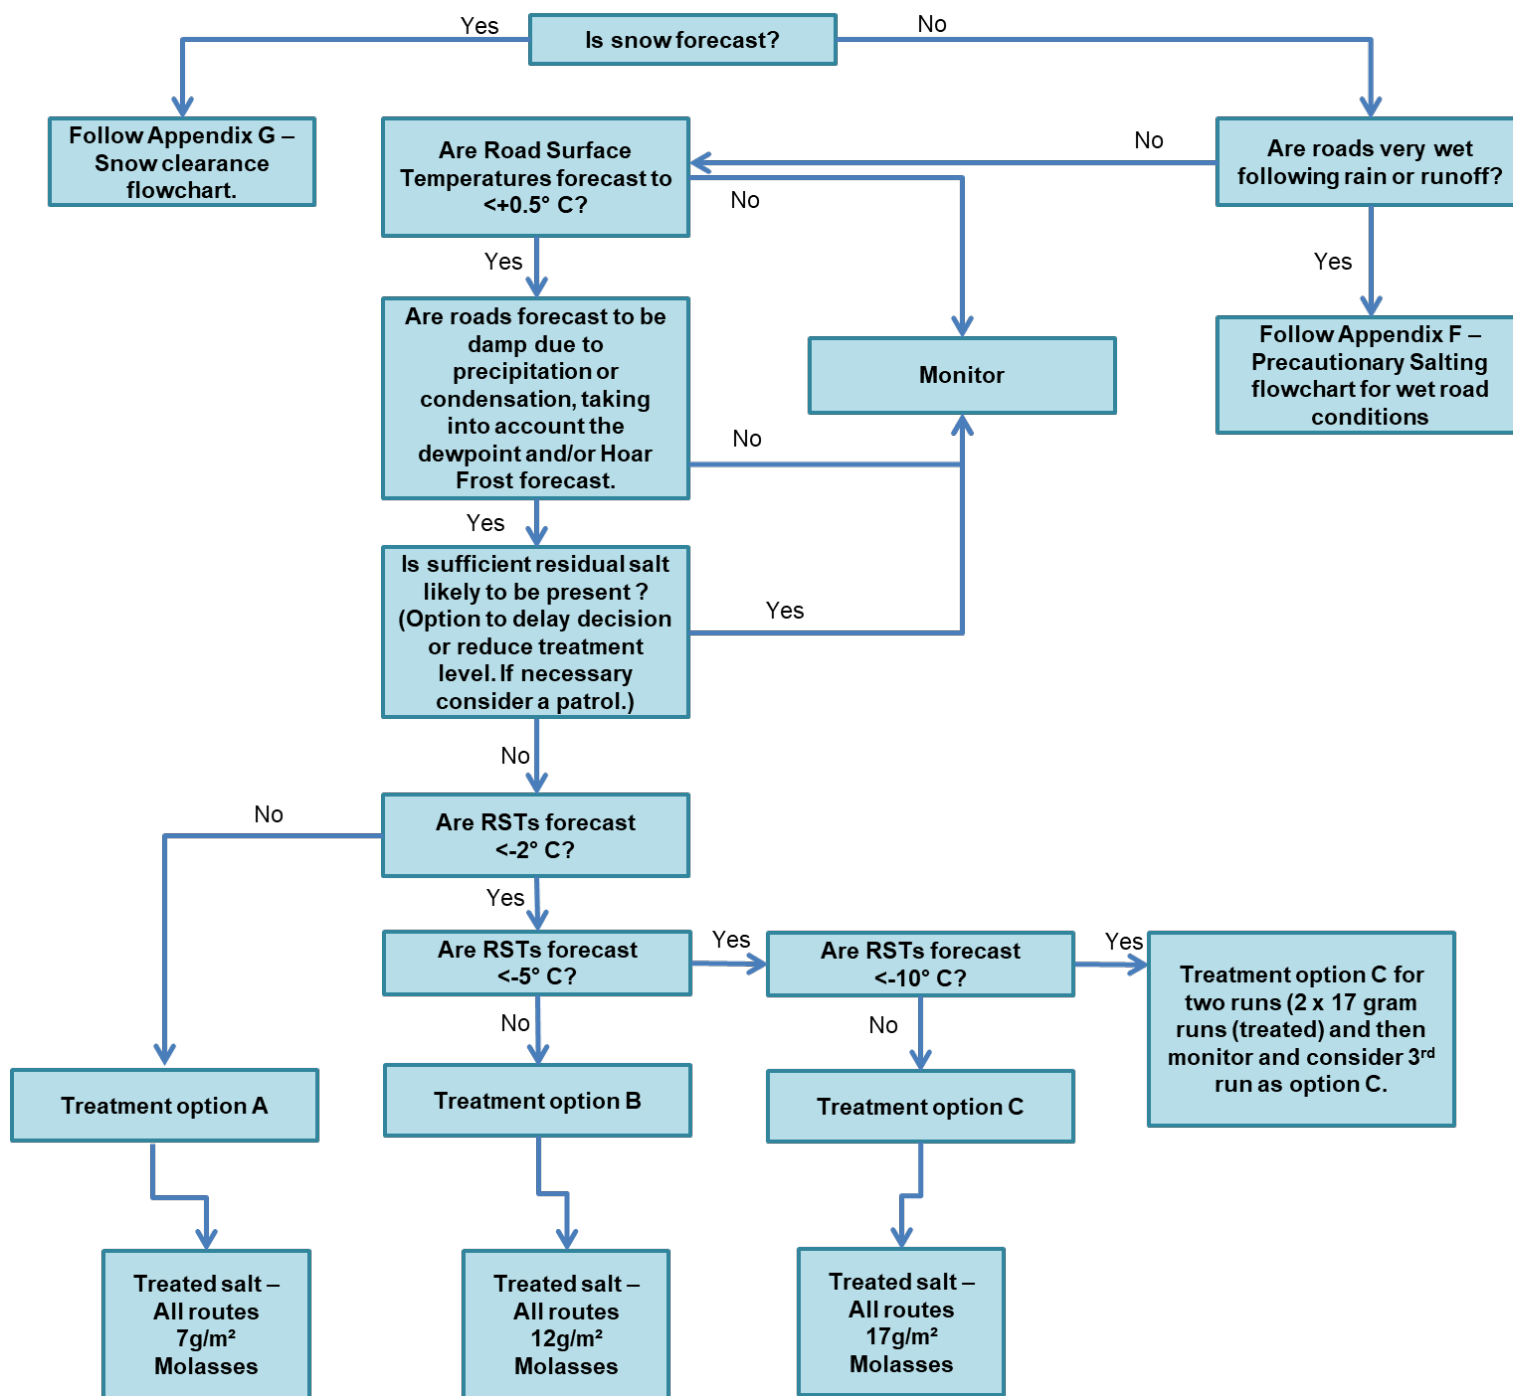 Yes
Is snow forecast?
No
Follow Appendix G –
Snow clearance
flowchart.
Are Road Surface
Temperatures forecast to
<+0.5° C?
No
Are roads very wet
following rain or runoff?
No
Yes
Yes
Are roads forecast to be
damp due to
precipitation or
condensation, taking
into account the
dewpoint and/or Hoar
Frost forecast.
Monitor
Follow Appendix F –
Precautionary Salting
flowchart for wet road
conditions
No
Yes
Is sufficient residual salt
likely to be present ?
(Option to delay decision
or reduce treatment
level. If necessary
consider a patrol.)
Yes
No
No
Are RSTs forecast
<-2° C?
Yes
Are RSTs forecast
<-5° C?
Yes
Are RSTs forecast
<-10° C?
Yes
Treatment option C for
two runs (2 x 17 gram
runs (treated) and then
monitor and consider 3rd
run as option C.
No
No
Treatment option A
Treatment option B
Treatment option C
Treated salt –
All routes
7g/m²
Molasses
Treated salt –
All routes
12g/m²
Molasses
Treated salt –
All routes
17g/m²
Molasses